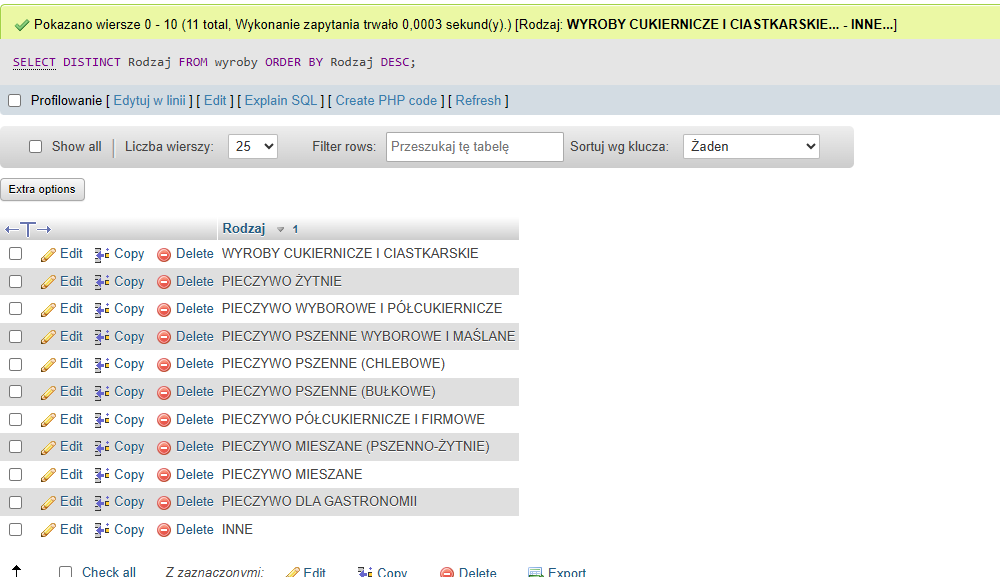 Pokazano wiersze 0 - 10 (11 total, Wykonanie zapytania trwało 0,0003 sekund(y).) [Rodzaj: WYROBY CUKIERNICZE I CIASTKARSKIE... - INNE...]
SELECT DISTINCT Rodzaj FROM wyroby ORDER BY Rodzaj DESC;
Profilowanie [ Edytuj w linii ] [ Edit ] [ Explain SQL ] [ Create PHP code ] [ Refresh ]
Show all Liczba wierszy: 25 Filter rows: Przeszukaj tę tabelę Sortuj wg klucza: Żaden
Extra options
←T→ Rodzaj 1
Edit Copy Delete WYROBY CUKIERNICZE I CIASTKARSKIE
Edit Copy Delete PIECZYWO ŻYTNIE
Edit Copy Delete PIECZYWO WYBOROWE I PÓŁCUKIERNICZE
Edit Copy Delete PIECZYWO PSZENNE WYBOROWE I MAŚLANE
Edit Copy Delete PIECZYWO PSZENNE (CHLEBOWE)
Edit Copy Delete PIECZYWO PSZENNE (BUŁKOWE)
Edit Copy Delete PIECZYWO PÓŁCUKIERNICZE I FIRMOWE
Edit Copy Delete PIECZYWO MIESZANE (PSZENNO-ŻYTNIE)
Edit Copy Delete PIECZYWO MIESZANE
Edit Copy Delete PIECZYWO DLA GASTRONOMII
Edit Copy Delete INNE
Check all Z zaznaczonymi: Edit Copy Delete Export